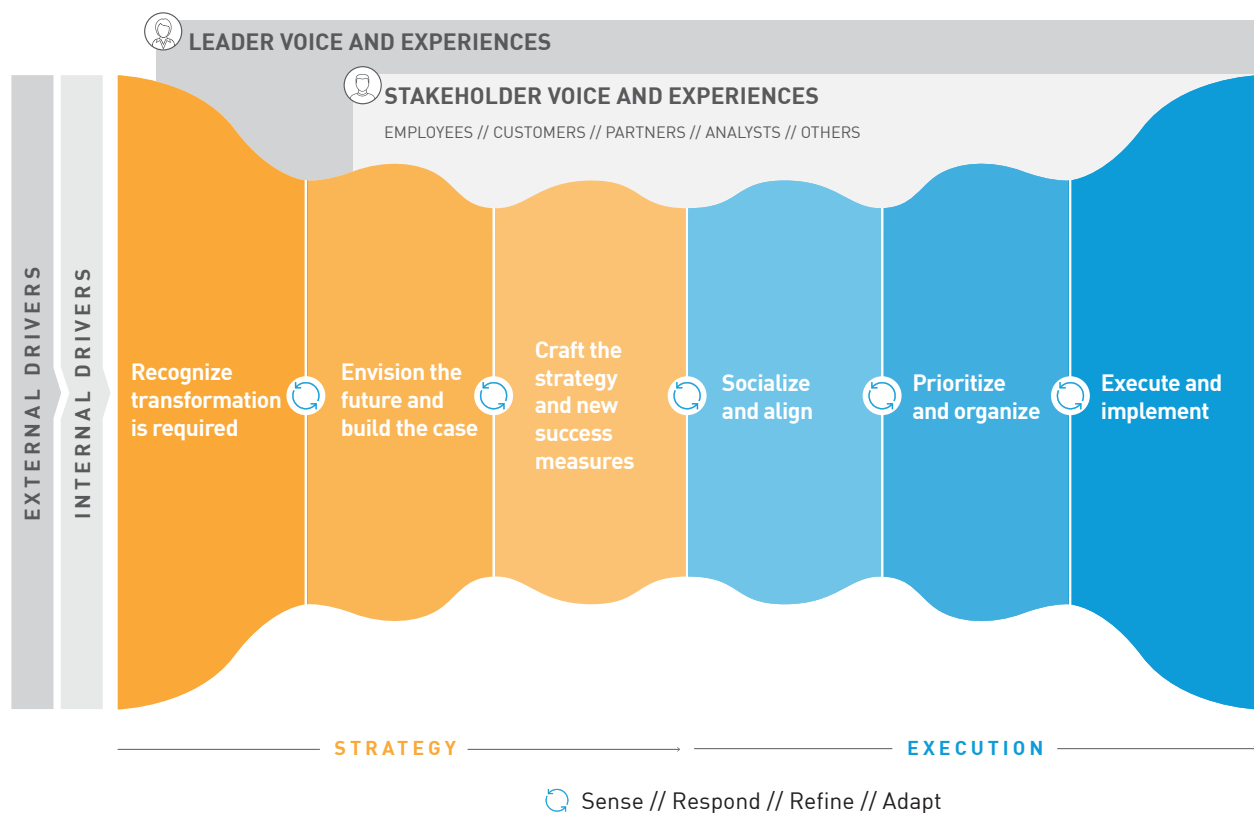 LEADER VOICE AND EXPERIENCES
STAKEHOLDER VOICE AND EXPERIENCES
EMPLOYEES // CUSTOMERS // PARTNERS // ANALYSTS // OTHERS
EXTERNAL DRIVERS
INTERNAL DRIVERS
Recognize
transformation
is required
Envision the
future and
build the case
Craft the
strategy
and new
success
measures
Socialize
and align
Prioritize
and organize
Execute and
implement
STRATEGY
EXECUTION
Sense // Respond // Refine // Adapt